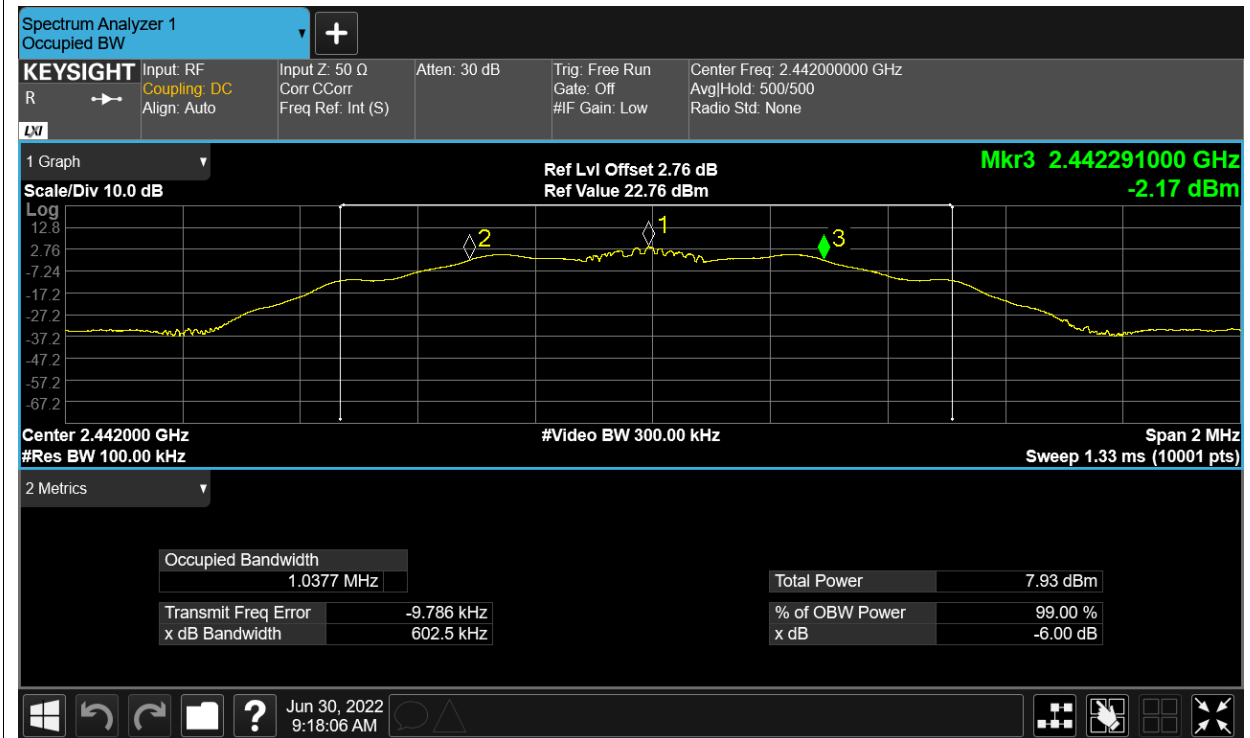 Spectrum Analyzer 1
Occupied BW
▼
+
KEYSIGHT
R
LXI
Input: RF
Coupling: DC
Align: Auto
Input Z: 50 Ω
Corr CCorr
Freq Ref: Int (S)
Atten: 30 dB
Trig: Free Run
Gate: Off
#IF Gain: Low
Center Freq: 2.442000000 GHz
Avg|Hold: 500/500
Radio Std: None
1 Graph ▼
Scale/Div 10.0 dB
Ref Lvl Offset 2.76 dB
Ref Value 22.76 dBm
Mkr3 2.442291000 GHz
-2.17 dBm
Log
12.8
2.76
-7.24
-17.2
-27.2
-37.2
-47.2
-57.2
-67.2
2
1
3
Center 2.442000 GHz
#Res BW 100.00 kHz
#Video BW 300.00 kHz
Span 2 MHz
Sweep 1.33 ms (10001 pts)
2 Metrics ▼
Occupied Bandwidth
1.0377 MHz
Transmit Freq Error -9.786 kHz
x dB Bandwidth 602.5 kHz
Total Power 7.93 dBm
% of OBW Power 99.00 %
x dB -6.00 dB
?
Jun 30, 2022
9:18:06 AM